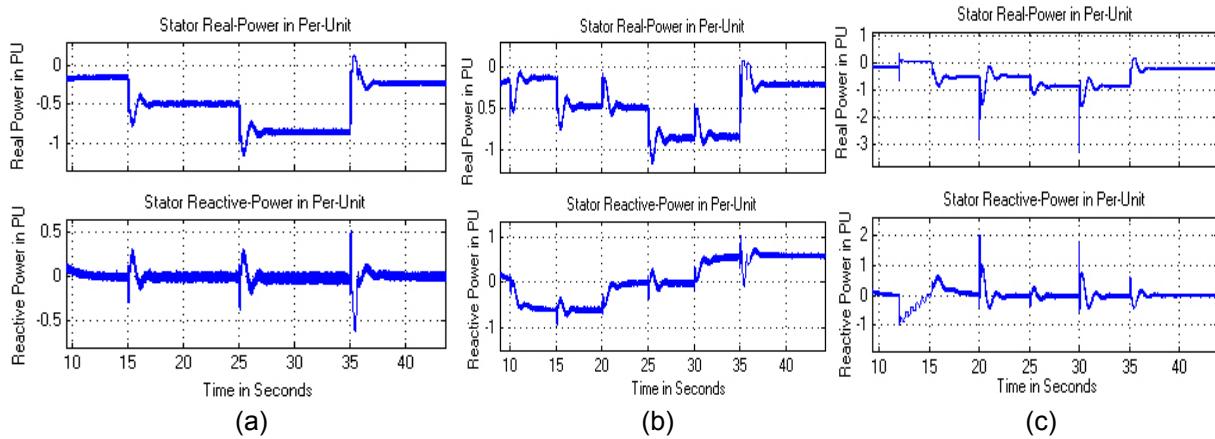 Stator Real-Power in Per-Unit
Real Power in PU
0
-0.5
-1
Stator Reactive-Power in Per-Unit
Reactive Power in PU
0.5
0
-0.5
10 15 20 25 30 35 40
Time in Seconds
(a)
Stator Real-Power in Per-Unit
Real Power in PU
0
0.5
1
Stator Reactive-Power in Per-Unit
Reactive Power in PU
1
0
1
10 15 20 25 30 35 40
Time in Seconds
(b)
Stator Real-Power in Per-Unit
Real Power in PU
1
0
-1
-2
-3
Stator Reactive-Power in Per-Unit
Reactive Power in PU
2
1
0
-1
10 15 20 25 30 35 40
Time in Seconds
(c)